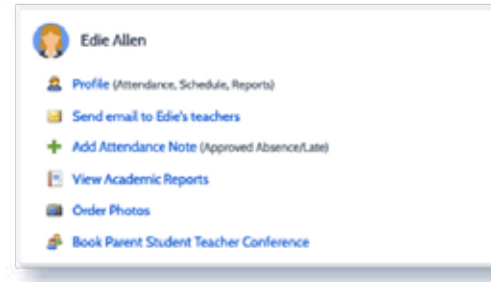 Edie Allen
Profile (Attendance, Schedule, Reports)
Send email to Edie's teachers
Add Attendance Note (Approved Absence/Late)
View Academic Reports
Order Photos
Book Parent Student Teacher Conference